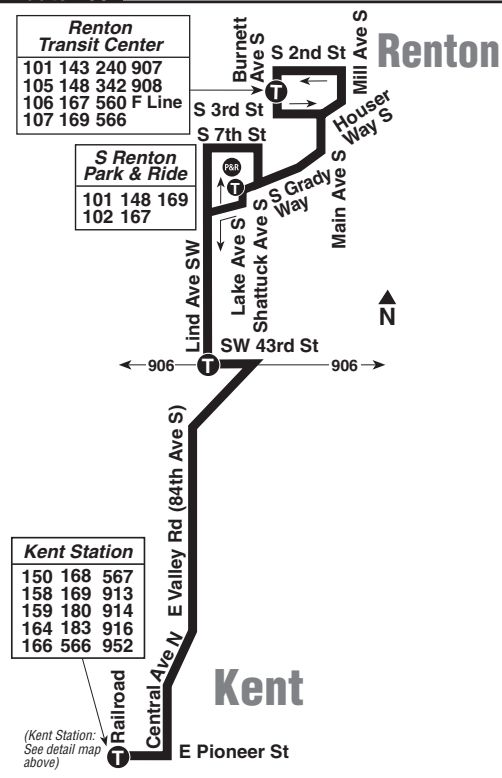 Renton
Transit Center
101 143 240 907
105 148 342 908
106 167 560 F Line
107 169 566
Burnett
Ave S
S 2nd St
Mill Ave S
Renton
T
S 3rd St
Houser
Way S
S 7th St
S Renton
Park & Ride
101 148 169
102 167
P&R
T
S Grady
Way
Main Ave S
Lake Ave S
Shattuck Ave S
Lind Ave SW
N
SW 43rd St
906
T
906
E Valley Rd (84th Ave S)
Kent Station
150 168 567
158 169 913
159 180 914
164 183 916
166 566 952
Central Ave N
Kent
Railroad
(Kent Station:
See detail map
above)
T
E Pioneer St